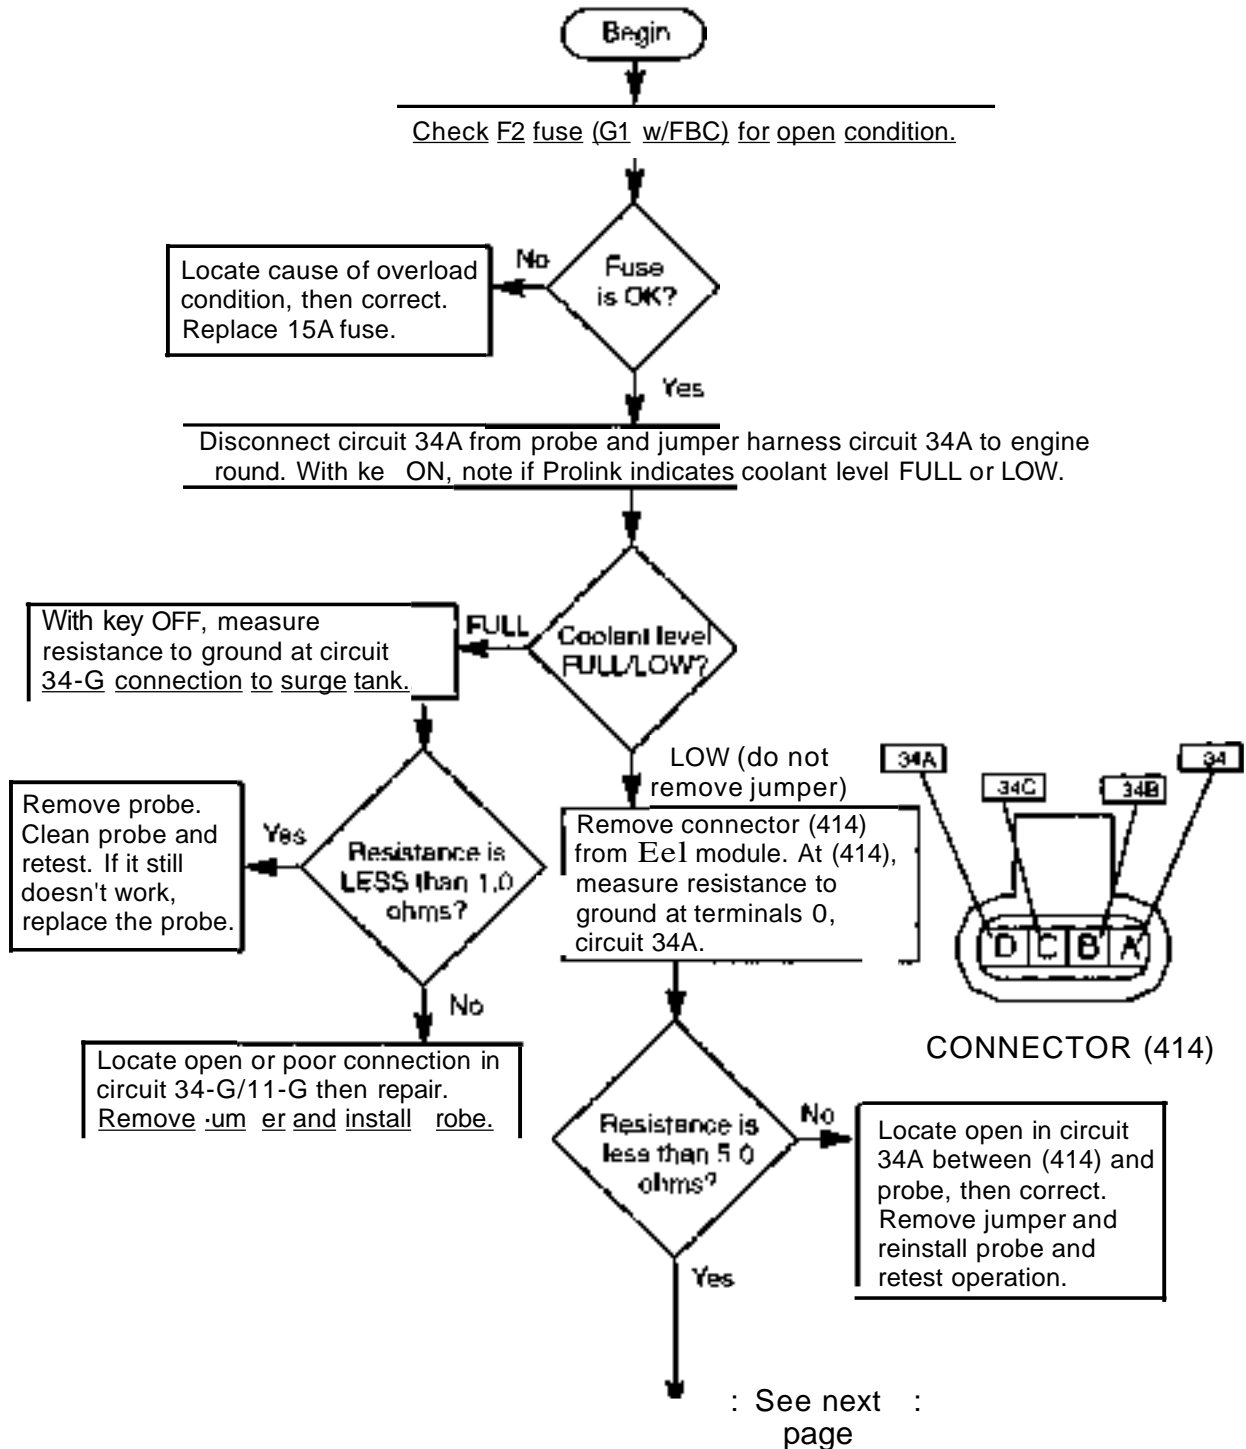 Begin
Check F2 fuse (G1 w/FBC) for open condition.
Fuse
is OK?
No
Locate cause of overload
condition, then correct.
Replace 15A fuse.
Yes
Disconnect circuit 34A from probe and jumper harness circuit 34A to engine
round. With ke ON, note if Prolink indicates coolant level FULL or LOW.
Coolant level
FULL/LOW?
FULL
With key OFF, measure
resistance to ground at circuit
34-G connection to surge tank.
Resistance is
LESS than 1.0
ohms?
Yes
Remove probe.
Clean probe and
retest. If it still
doesn't work,
replace the probe.
No
Locate open or poor connection in
circuit 34-G/11-G then repair.
Remove ·um er and install robe.
LOW (do not
remove jumper)
Remove connector (414)
from Eel module. At (414),
measure resistance to
ground at terminals 0,
circuit 34A.
34A
34C
34B
34
D C B A
CONNECTOR (414)
Resistance is
less than 5.0
ohms?
No
Locate open in circuit
34A between (414) and
probe, then correct.
Remove jumper and
reinstall probe and
retest operation.
Yes
: See next :
page